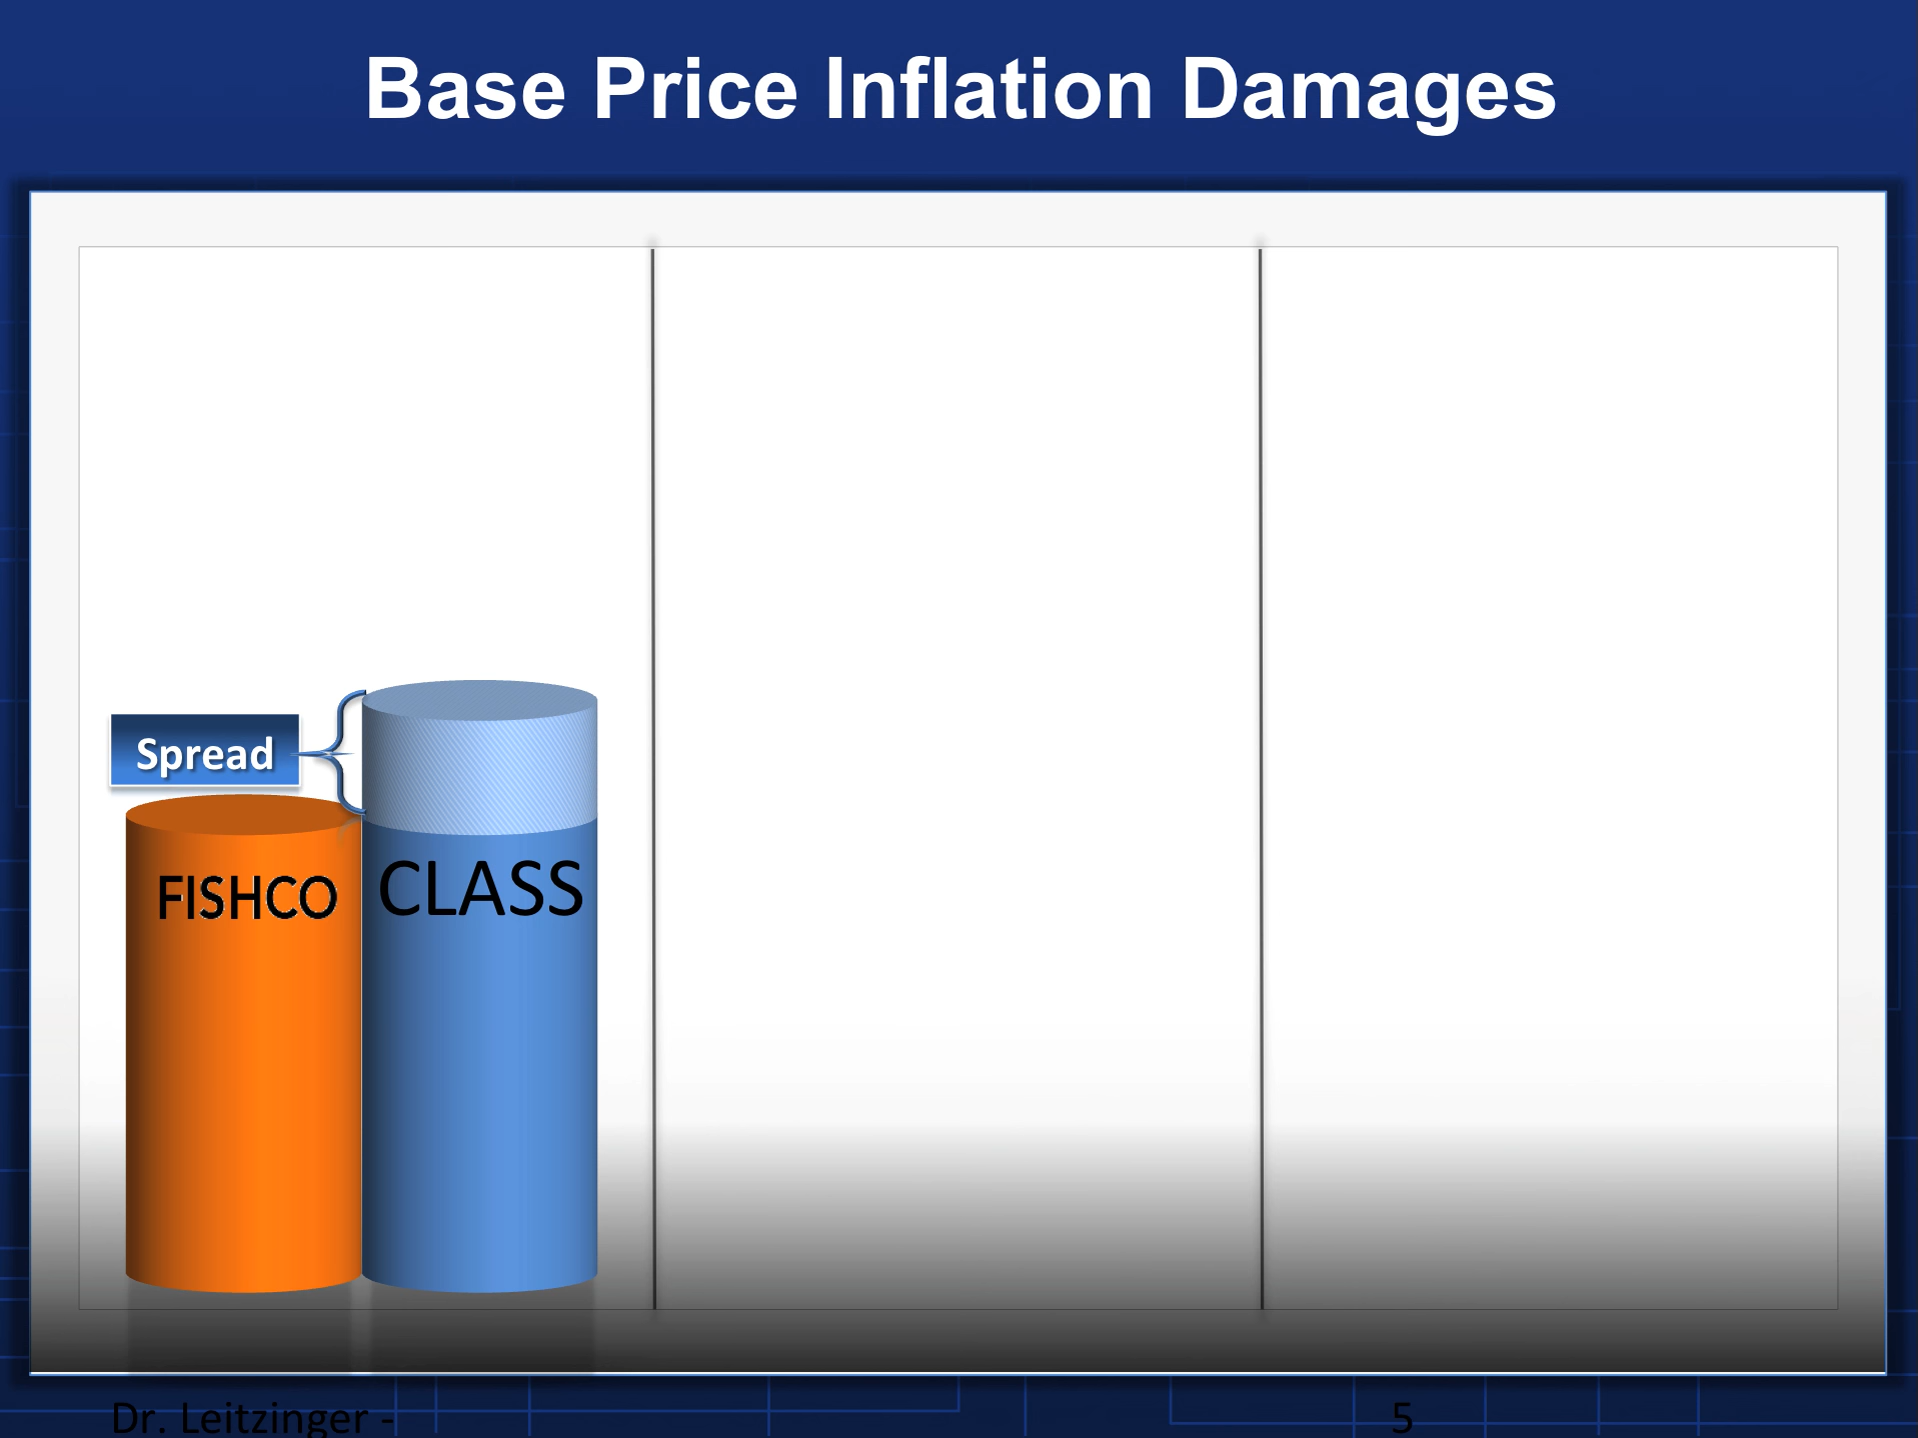 Base Price Inflation Damages
Spread
FISHCO
CLASS
Dr. Leitzinger -
5